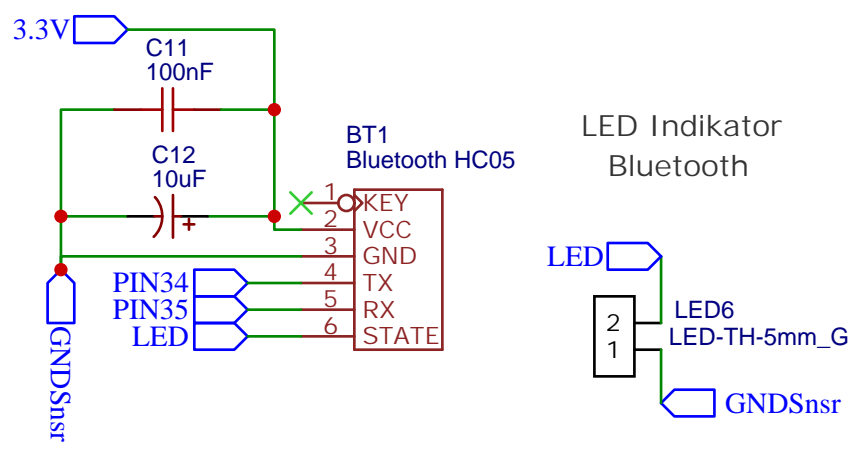 3.3V
C11
100nF
C12
10uF
BT1
Bluetooth HC05
1 KEY
2 VCC
3 GND
PIN34 4 TX
PIN35 5 RX
LED 6 STATE
GNDSnsr
LED Indikator
Bluetooth
LED
LED6
LED-TH-5mm_G
2
1
GNDSnsr